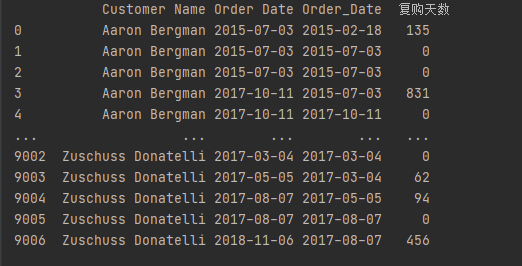 Customer Name Order Date Order_Date 复购天数
0 Aaron Bergman 2015-07-03 2015-02-18 135
1 Aaron Bergman 2015-07-03 2015-07-03 0
2 Aaron Bergman 2015-07-03 2015-07-03 0
3 Aaron Bergman 2017-10-11 2015-07-03 831
4 Aaron Bergman 2017-10-11 2017-10-11 0
... ... ... ... ...
9002 Zuschuss Donatelli 2017-03-04 2017-03-04 0
9003 Zuschuss Donatelli 2017-05-05 2017-03-04 62
9004 Zuschuss Donatelli 2017-08-07 2017-05-05 94
9005 Zuschuss Donatelli 2017-08-07 2017-08-07 0
9006 Zuschuss Donatelli 2018-11-06 2017-08-07 456